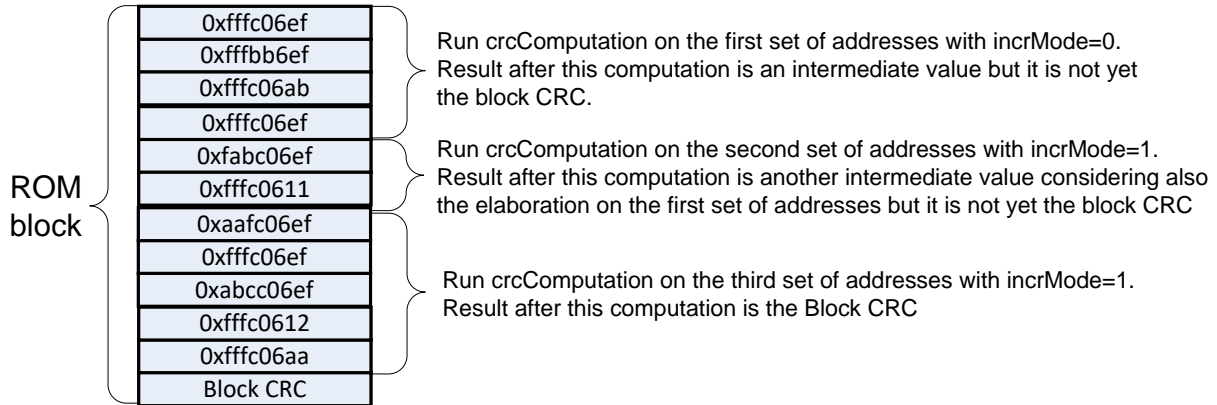 ROM
block
0xfffc06ef
0xfffbb6ef
0xfffc06ab
0xfffc06ef
0xfabc06ef
0xfffc0611
0xaafc06ef
0xfffc06ef
0xabcc06ef
0xfffc0612
0xfffc06aa
Block CRC
Run crcComputation on the first set of addresses with incrMode=0.
Result after this computation is an intermediate value but it is not yet
the block CRC.
Run crcComputation on the second set of addresses with incrMode=1.
Result after this computation is another intermediate value considering also
the elaboration on the first set of addresses but it is not yet the block CRC
Run crcComputation on the third set of addresses with incrMode=1.
Result after this computation is the Block CRC